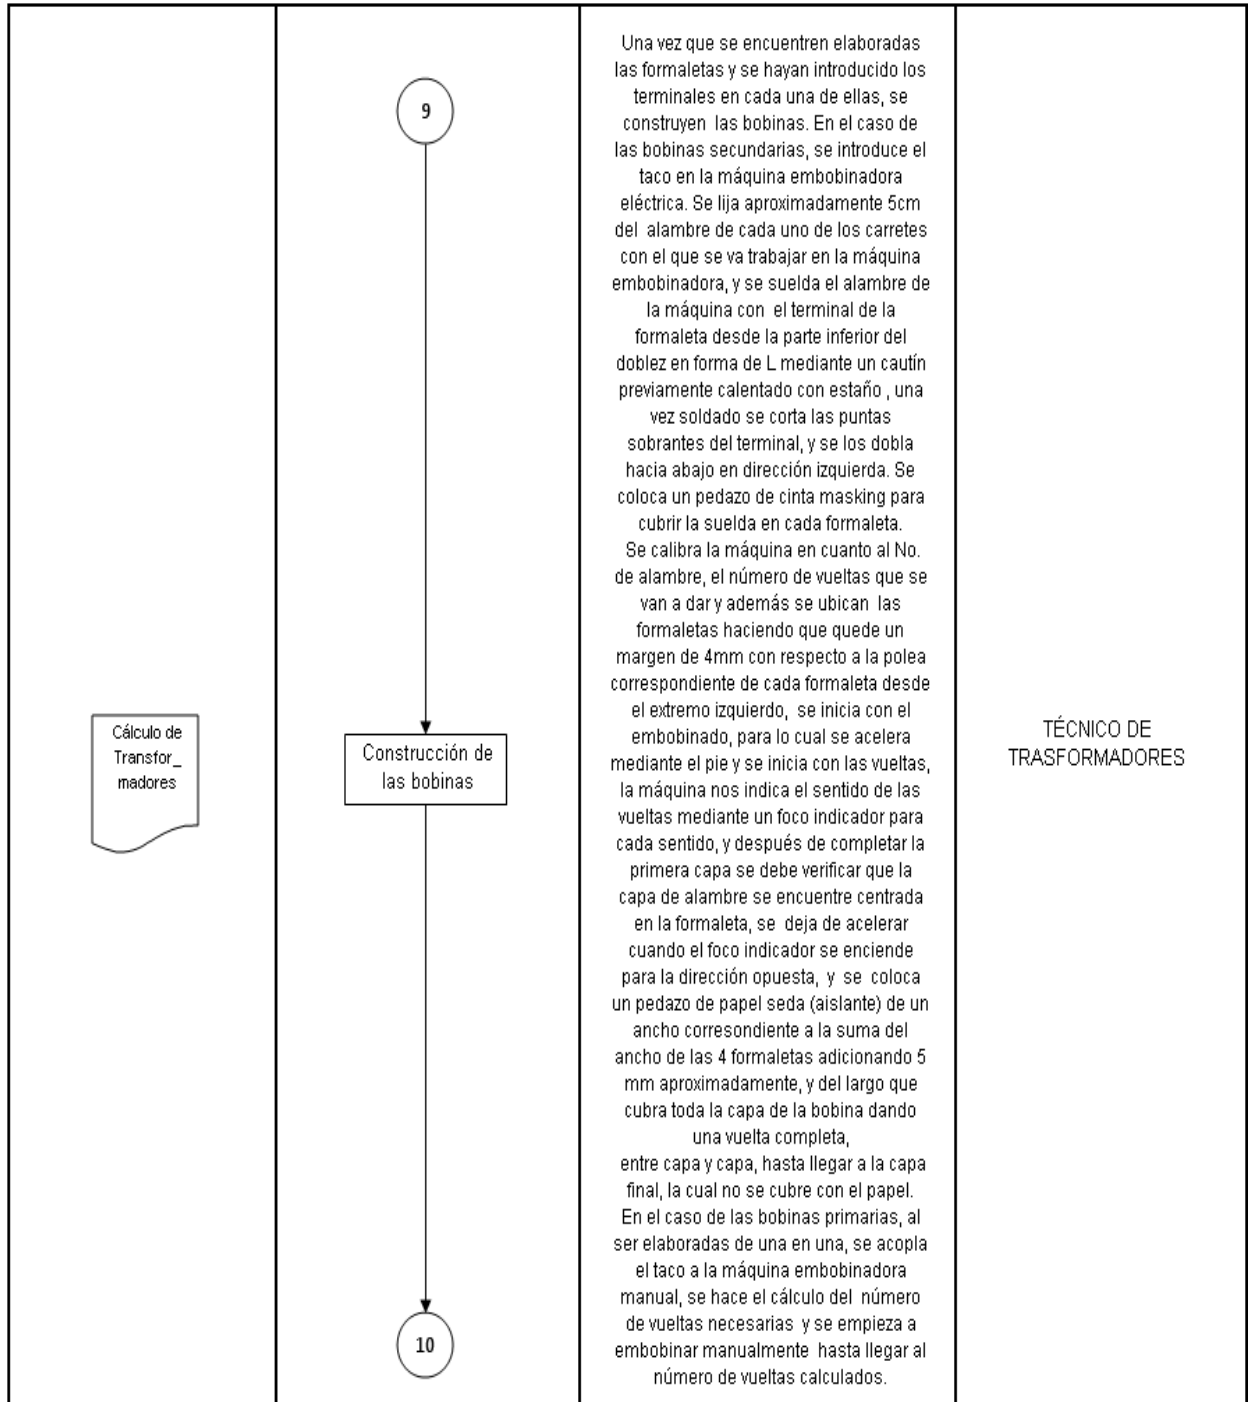 9
Cálculo de
Transfor_
madores
Construcción de
las bobinas
10
Una vez que se encuentren elaboradas
las formaletas y se hayan introducido los
terminales en cada una de ellas, se
construyen las bobinas. En el caso de
las bobinas secundarias, se introduce el
taco en la máquina embobinadora
eléctrica. Se lija aproximadamente 5cm
del alambre de cada uno de los carretes
con el que se va trabajar en la máquina
embobinadora, y se suelda el alambre de
la máquina con el terminal de la
formaleta desde la parte inferior del
doblez en forma de L mediante un cautín
previamente calentado con estaño , una
vez soldado se corta las puntas
sobrantes del terminal, y se los dobla
hacia abajo en dirección izquierda. Se
coloca un pedazo de cinta masking para
cubrir la suelda en cada formaleta.
Se calibra la máquina en cuanto al No.
de alambre, el número de vueltas que se
van a dar y además se ubican las
formaletas haciendo que quede un
margen de 4mm con respecto a la polea
correspondiente de cada formaleta desde
el extremo izquierdo, se inicia con el
embobinado, para lo cual se acelera
mediante el pie y se inicia con las vueltas,
la máquina nos indica el sentido de las
vueltas mediante un foco indicador para
cada sentido, y después de completar la
primera capa se debe verificar que la
capa de alambre se encuentre centrada
en la formaleta, se deja de acelerar
cuando el foco indicador se enciende
para la dirección opuesta, y se coloca
un pedazo de papel seda (aislante) de un
ancho corresondiente a la suma del
ancho de las 4 formaletas adicionando 5
mm aproximadamente, y del largo que
cubra toda la capa de la bobina dando
una vuelta completa,
entre capa y capa, hasta llegar a la capa
final, la cual no se cubre con el papel.
En el caso de las bobinas primarias, al
ser elaboradas de una en una, se acopla
el taco a la máquina embobinadora
manual, se hace el cálculo del número
de vueltas necesarias y se empieza a
embobinar manualmente hasta llegar al
número de vueltas calculados.
TÉCNICO DE
TRASFORMADORES